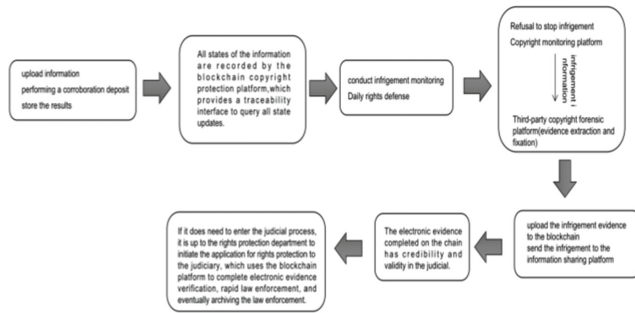 upload information
performing a corroboration deposit
store the results
All states of the information
are recorded by the
blockchain copyright
protection platform,which
provides a traceability
interface to query all state
updates.
conduct infrigement monitoring
Daily rights defense
Refusal to stop infrigement
Copyright monitoring platform
infrigement i
nformation
Third-party copyright forensic
platform(evidence extraction and
fixation)
upload the infrigement evidence
to the blockchain
send the infrigement to the
information sharing platform
The electronic evidence
completed on the chain
has credibility and
validity in the judicial.
If it does need to enter the judicial process,
it is up to the rights protection department to
initiate the application for rights protection to
the judiciary, which uses the blockchain
platform to complete electronic evidence
verification, rapid law enforcement, and
eventually archiving the law enforcement.